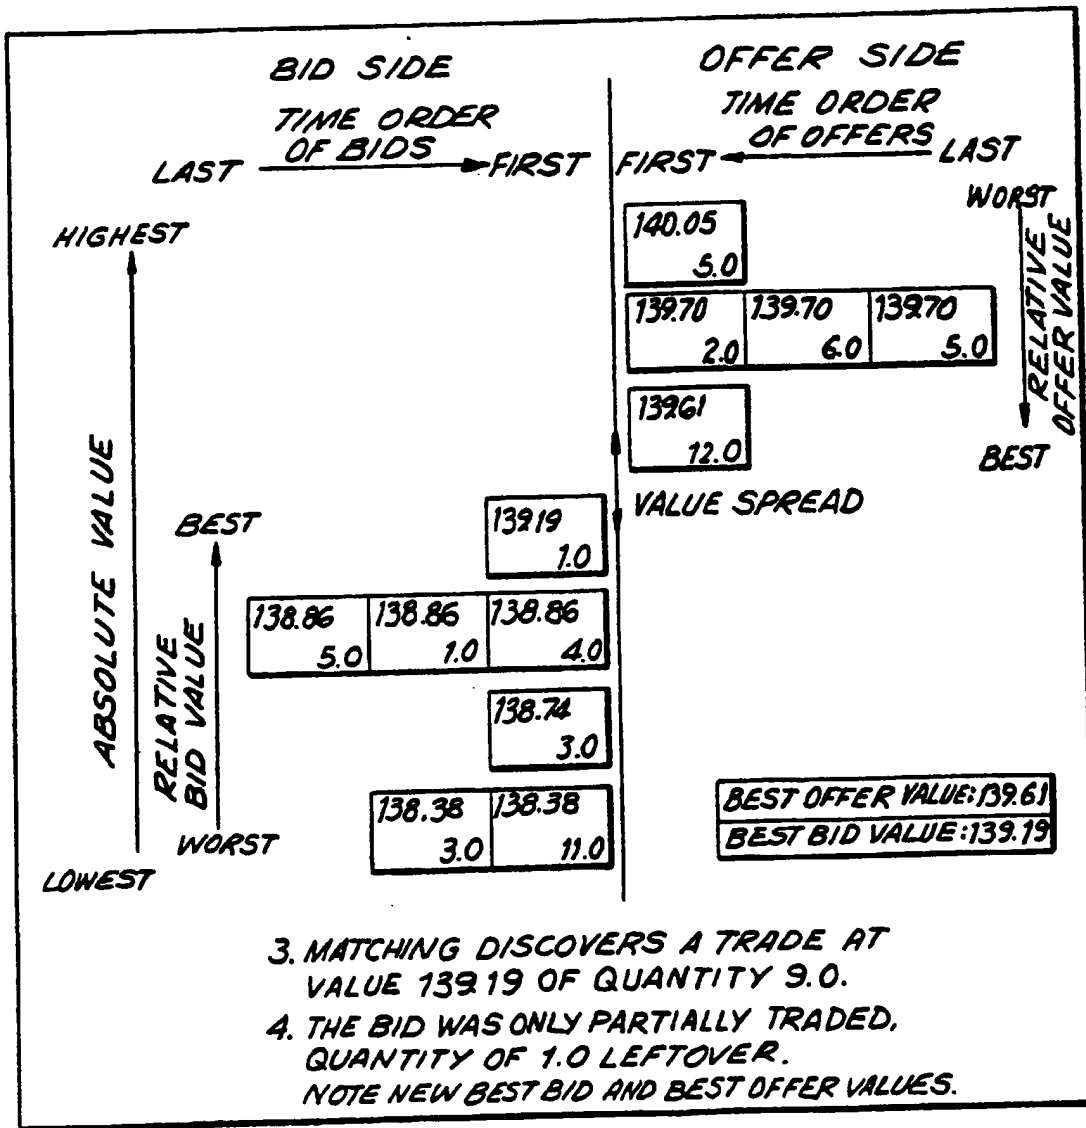 BID SIDE
OFFER SIDE
TIME ORDER
OF BIDS
TIME ORDER
OF OFFERS
LAST
FIRST
FIRST
LAST
HIGHEST
WORST
140.05
5.0
139.70
2.0
139.70
6.0
139.70
5.0
RELATIVE
OFFER VALUE
139.61
12.0
BEST
VALUE SPREAD
ABSOLUTE VALUE
BEST
139.19
1.0
138.86
5.0
138.86
1.0
138.86
4.0
RELATIVE
BID VALUE
138.74
3.0
138.38
3.0
138.38
11.0
WORST
LOWEST
BEST OFFER VALUE:139.61
BEST BID VALUE:139.19
3. MATCHING DISCOVERS A TRADE AT
VALUE 139.19 OF QUANTITY 9.0.
4. THE BID WAS ONLY PARTIALLY TRADED,
QUANTITY OF 1.0 LEFTOVER.
NOTE NEW BEST BID AND BEST OFFER VALUES.